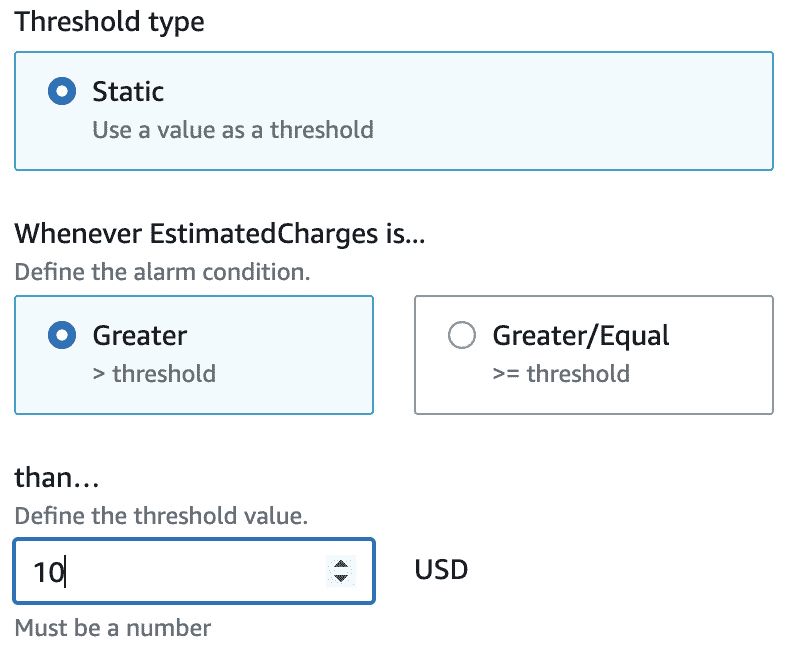 Threshold type
Static
Use a value as a threshold
Whenever EstimatedCharges is...
Define the alarm condition.
Greater
> threshold
Greater/Equal
>= threshold
than...
Define the threshold value.
10
USD
Must be a number